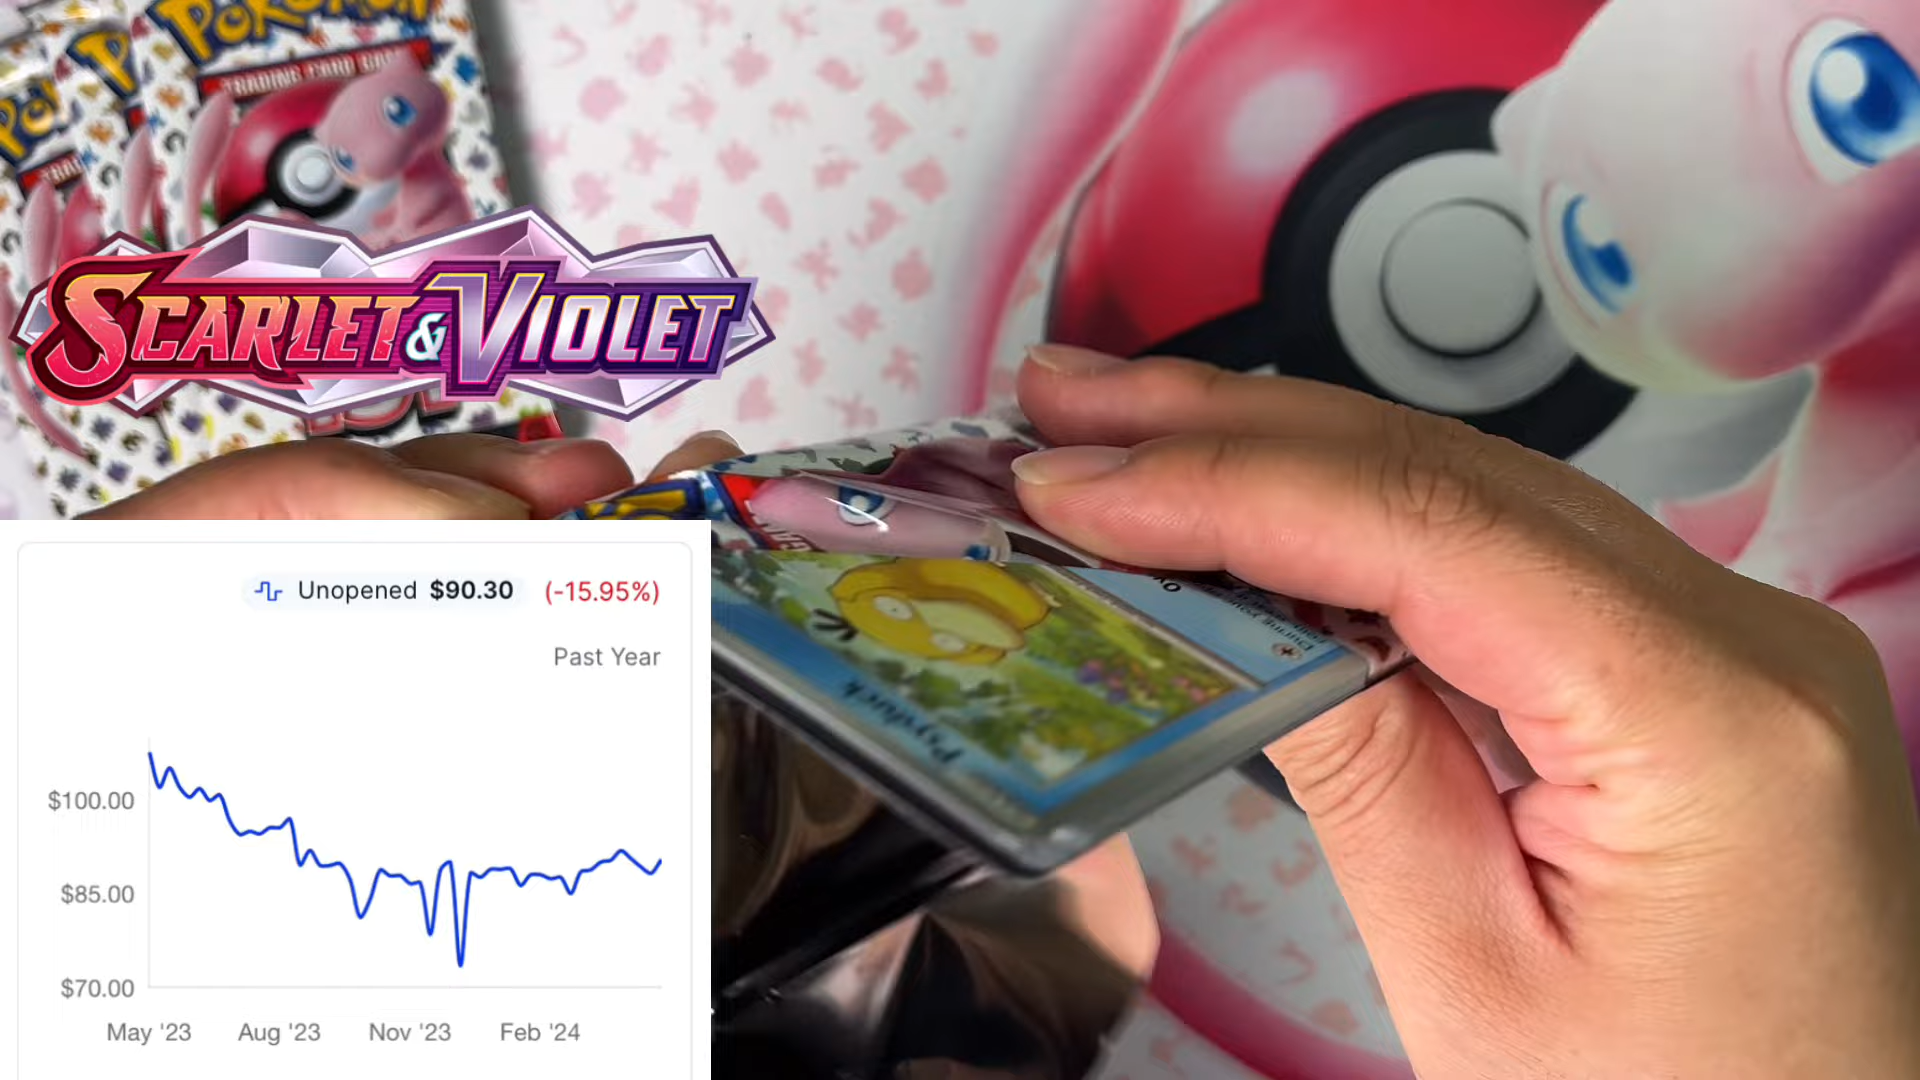 POKÉMON
TRADING CARD GAME
SCARLET & VIOLET
Unopened $90.30 (-15.95%)
Past Year
$100.00
$85.00
$70.00
May '23 Aug '23 Nov '23 Feb '24
Psyduck